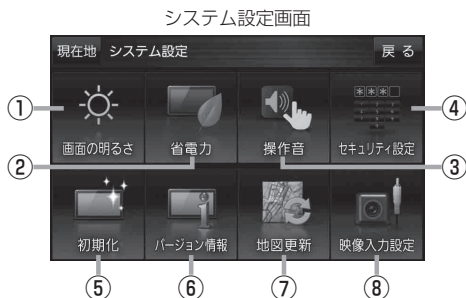 システム設定画面
現在地 システム設定 戻る
① ④
画面の明るさ 省電力 操作音 セキュリティ設定
② ③
初期化 バージョン情報 地図更新 映像入力設定
⑤ ⑥ ⑦ ⑧